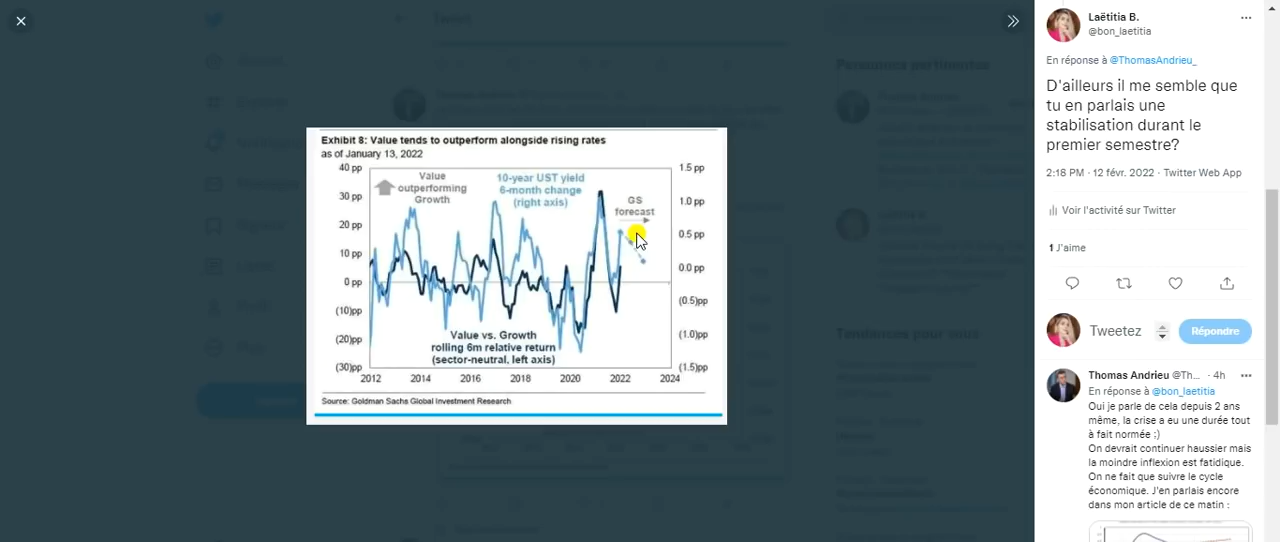 Exhibit 8: Value tends to outperform alongside rising rates
as of January 13, 2022
40 pp
30 pp
20 pp
10 pp
0 pp
(10)pp
(20)pp
(30)pp
1.5 pp
1.0 pp
0.5 pp
0.0 pp
(0.5)pp
(1.0)pp
(1.5)pp
Value
outperforming
Growth
10-year UST yield
6-month change
(right axis)
GS
forecast
Value vs. Growth
rolling 6m relative return
(sector-neutral, left axis)
2012 2014 2016 2018 2020 2022 2024
Source: Goldman Sachs Global Investment Research
Laëtitia B.
@bon_laetitia
En réponse à @ThomasAndrieu_
D'ailleurs il me semble que
tu en parlais une
stabilisation durant le
premier semestre?
2:18 PM · 12 févr. 2022 · Twitter Web App
Voir l'activité sur Twitter
1 J'aime
Tweetez
Répondre
Thomas Andrieu @Th... · 4h
En réponse à @bon_laetitia
Oui je parle de cela depuis 2 ans
même, la crise a eu une durée tout
à fait normée ;)
On devrait continuer haussier mais
la moindre inflexion est fatidique.
On ne fait que suivre le cycle
économique. J'en parlais encore
dans mon article de ce matin :
Tweet
Personnes pertinentes
Tendances pour vous